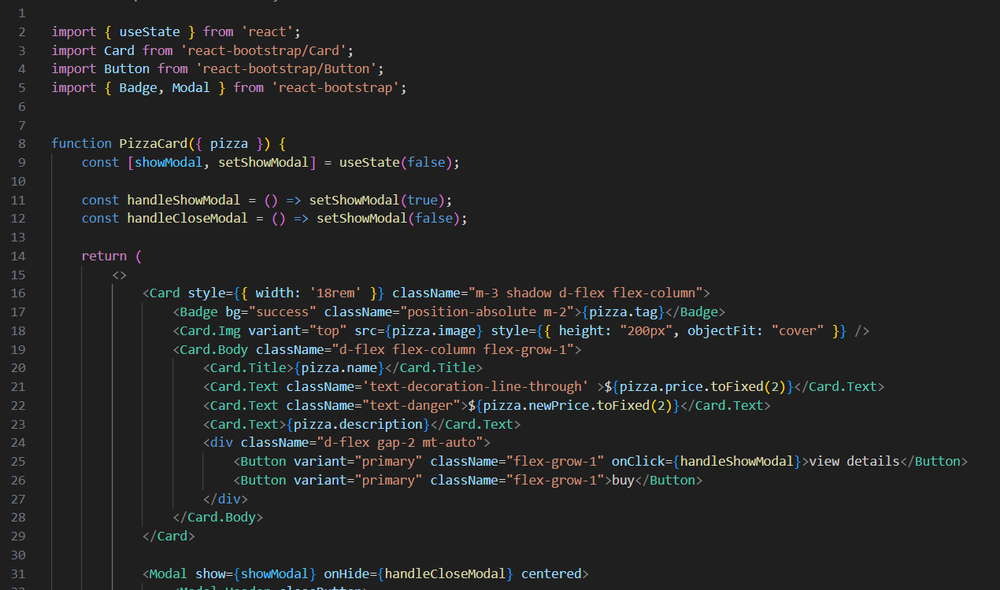 1
2 import { useState } from 'react';
3 import Card from 'react-bootstrap/Card';
4 import Button from 'react-bootstrap/Button';
5 import { Badge, Modal } from 'react-bootstrap';
6
7
8 function PizzaCard({ pizza }) {
9     const [showModal, setShowModal] = useState(false);
10
11     const handleShowModal = () => setShowModal(true);
12     const handleCloseModal = () => setShowModal(false);
13
14     return (
15         <>
16             <Card style={{ width: '18rem' }} className="m-3 shadow d-flex flex-column">
17                 <Badge bg="success" className="position-absolute m-2">{pizza.tag}</Badge>
18                 <Card.Img variant="top" src={pizza.image} style={{ height: "200px", objectFit: "cover" }} />
19                 <Card.Body className="d-flex flex-column flex-grow-1">
20                     <Card.Title>{pizza.name}</Card.Title>
21                     <Card.Text className='text-decoration-line-through' >${pizza.price.toFixed(2)}</Card.Text>
22                     <Card.Text className="text-danger">${pizza.newPrice.toFixed(2)}</Card.Text>
23                     <Card.Text>{pizza.description}</Card.Text>
24                     <div className="d-flex gap-2 mt-auto">
25                         <Button variant="primary" className="flex-grow-1" onClick={handleShowModal}>view details</Button>
26                         <Button variant="primary" className="flex-grow-1">buy</Button>
27                     </div>
28                 </Card.Body>
29             </Card>
30
31             <Modal show={showModal} onHide={handleCloseModal} centered>